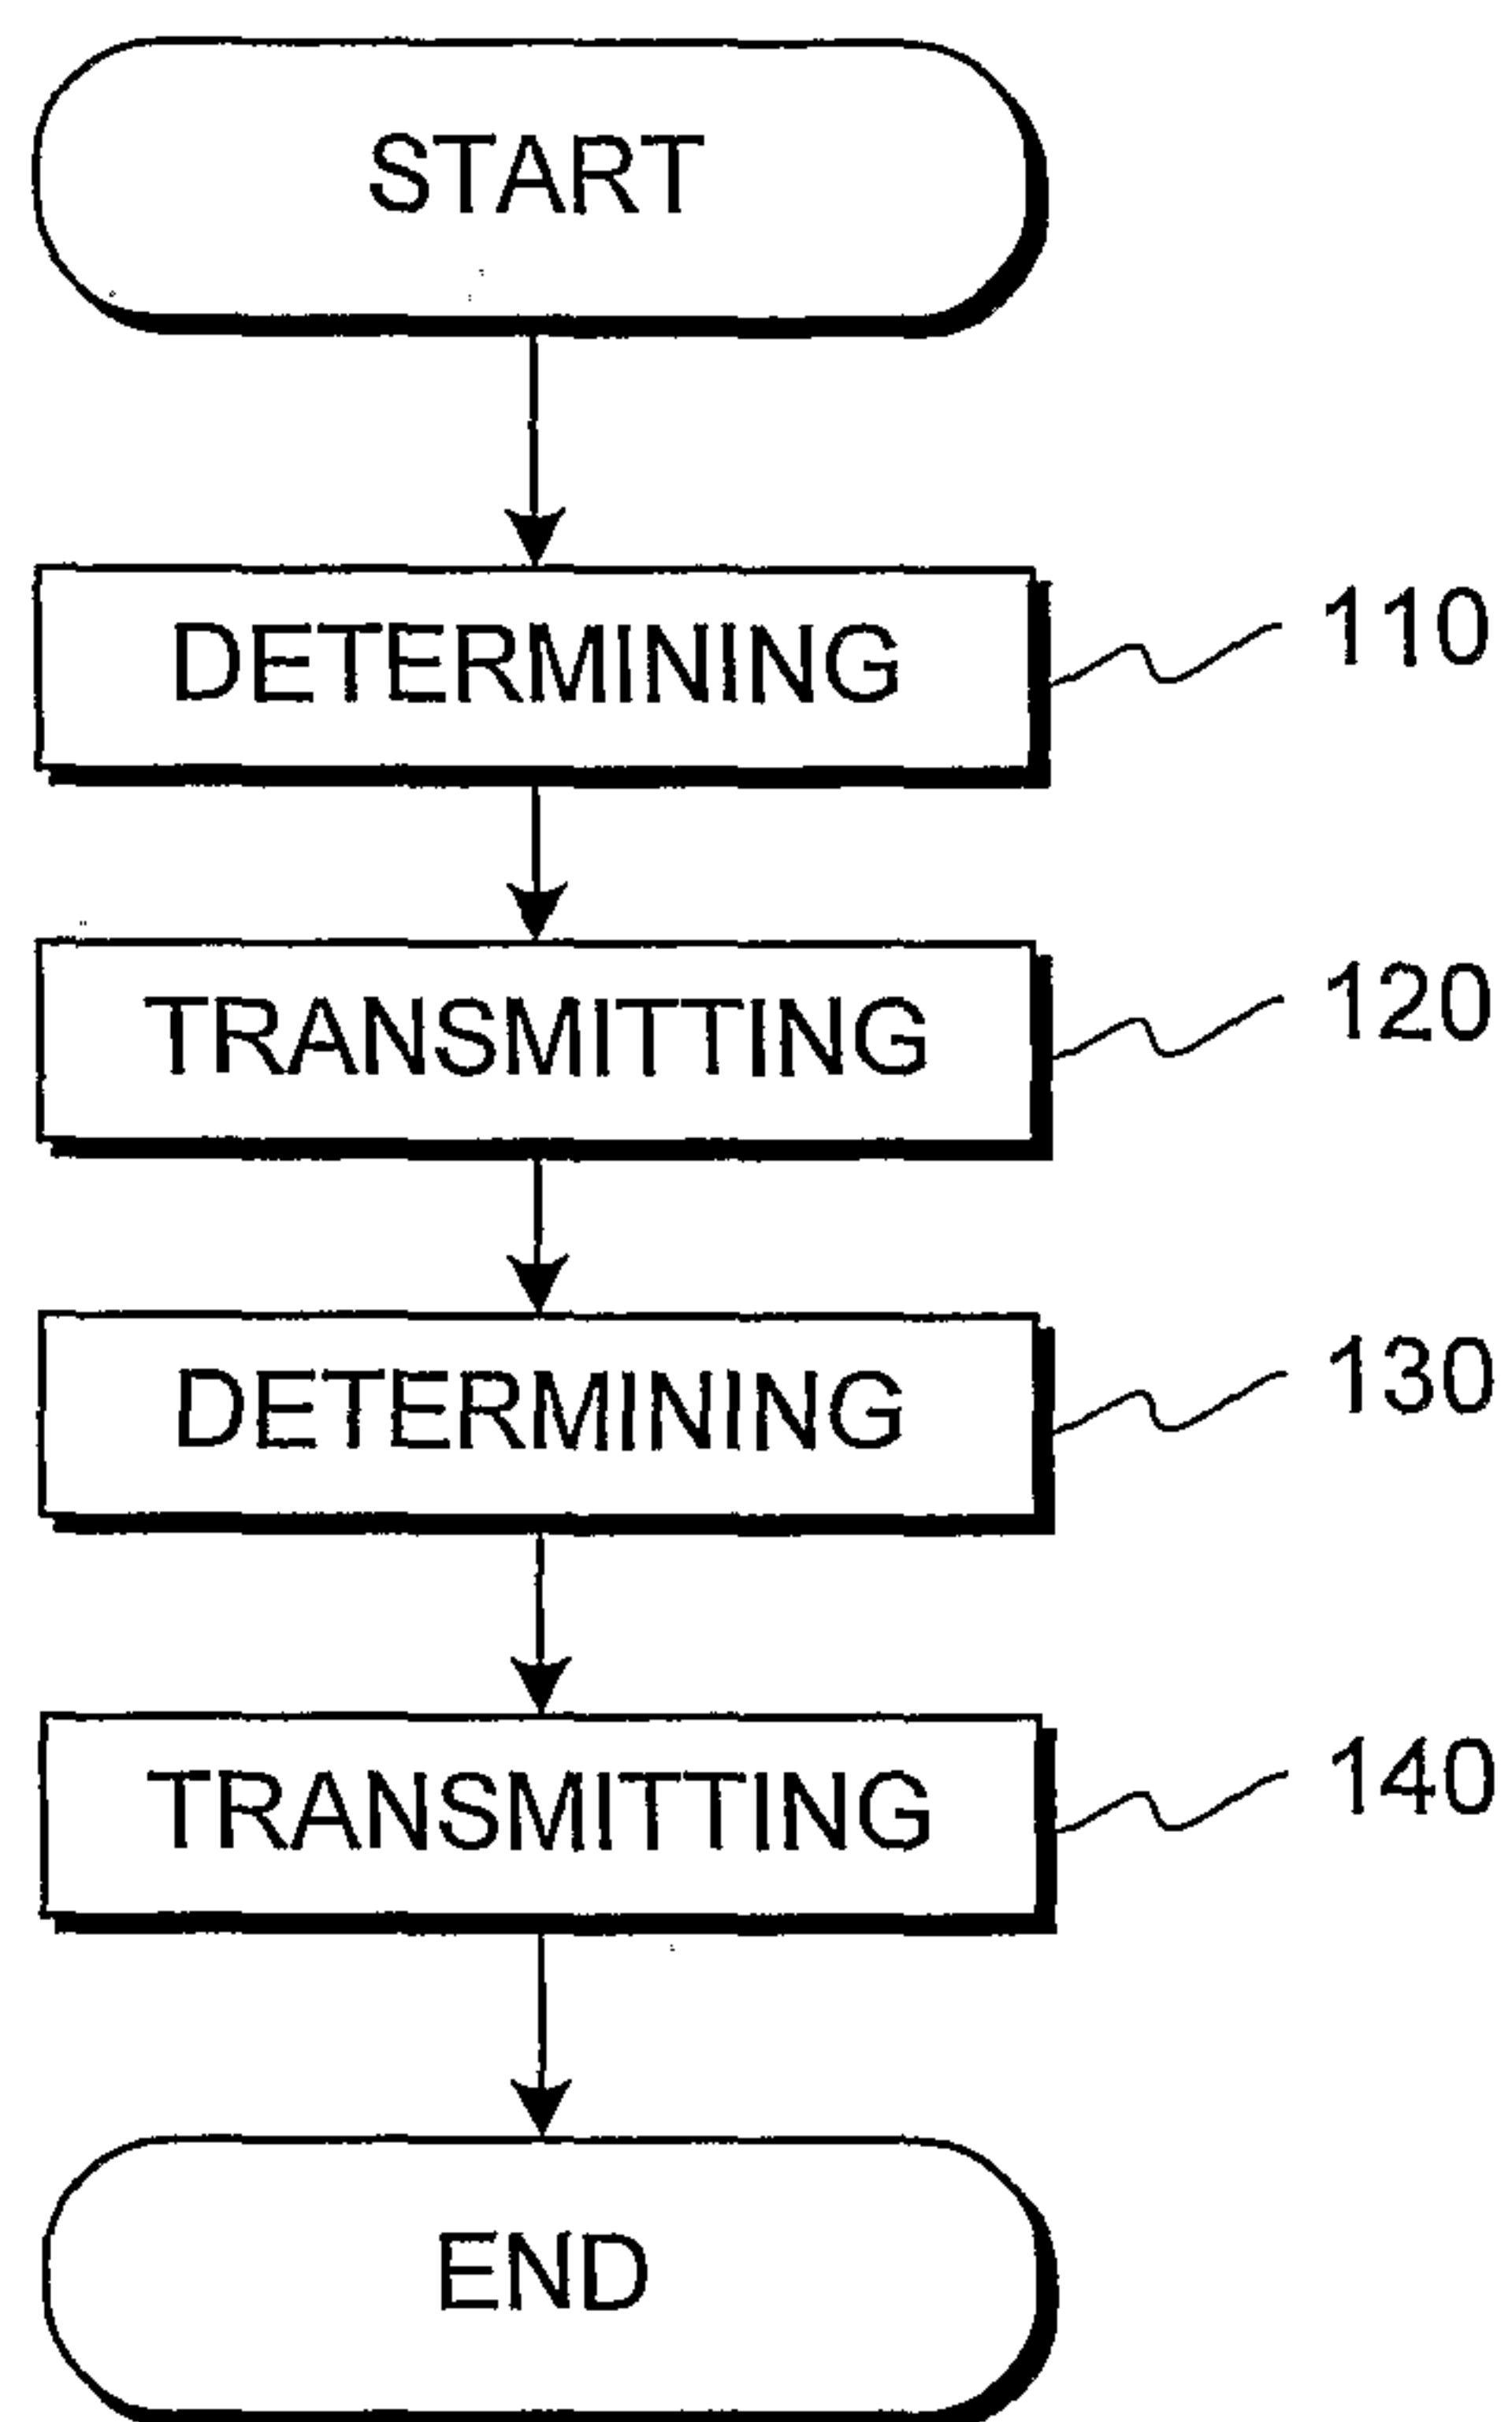 START
DETERMINING 110
TRANSMITTING 120
DETERMINING 130
TRANSMITTING 140
END